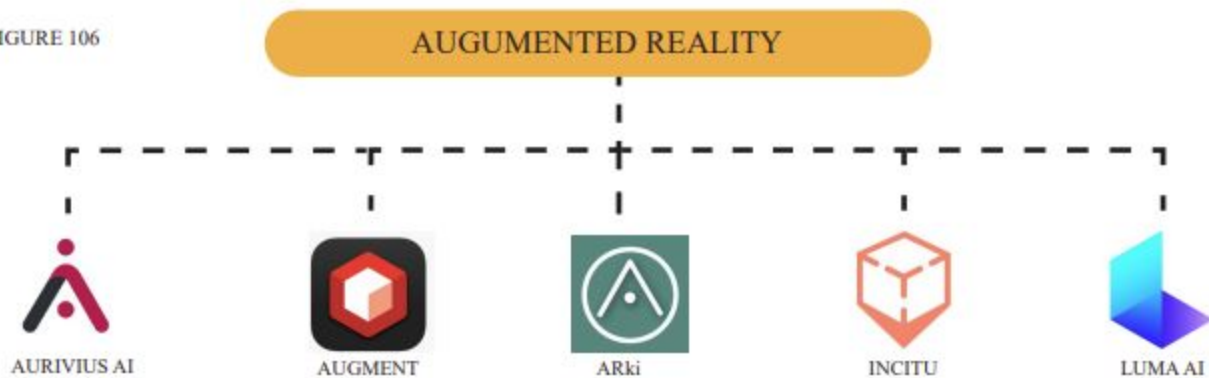 IGURE 106
AUGUMENTED REALITY
AURIVIUS AI
AUGMENT
ARki
INCITU
LUMA AI